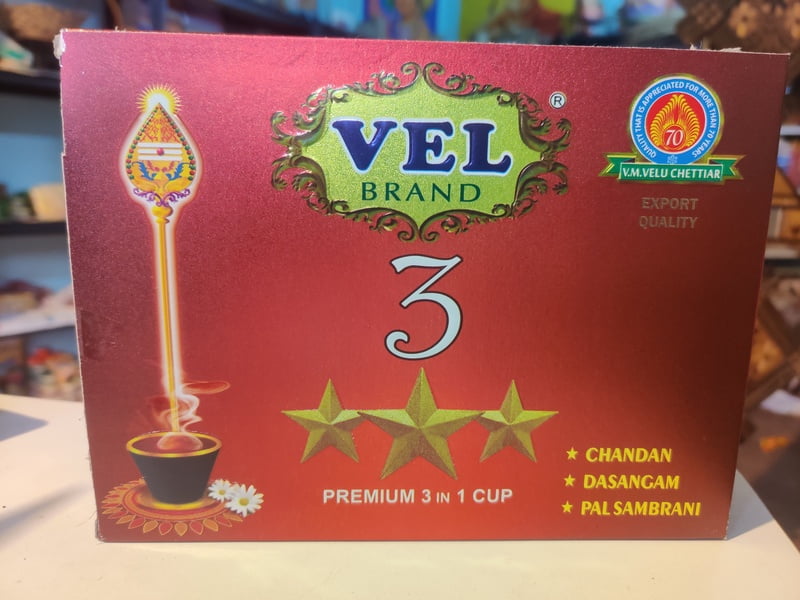 VEL
BRAND
®
QUALITY THAT IS APPRECIATED FOR MORE THAN 70 YEARS
70
V.M.VELU CHETTIAR
EXPORT
QUALITY
3
PREMIUM 3 IN 1 CUP
CHANDAN
DASANGAM
PAL SAMBRANI